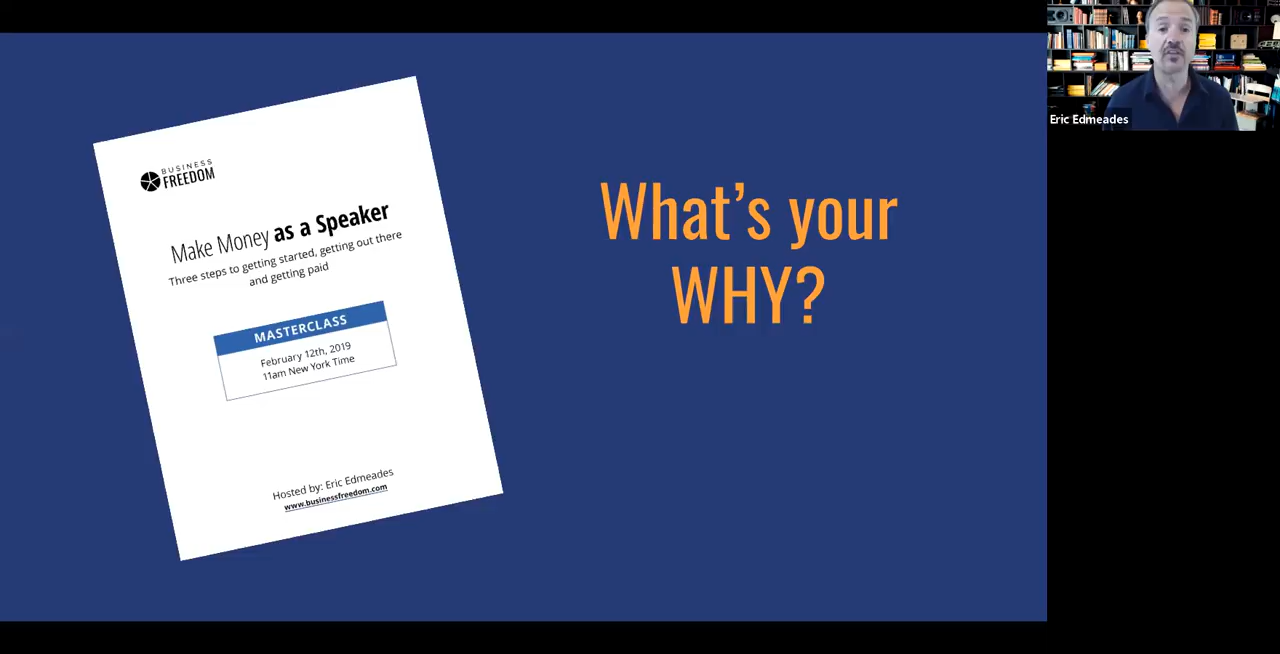 BUSINESS
FREEDOM
Make Money as a Speaker
Three steps to getting started, getting out there
and getting paid
MASTERCLASS
February 12th, 2019
11am New York Time
Hosted by: Eric Edmeades
www.businessfreedom.com
What's your
WHY?
Eric Edmeades